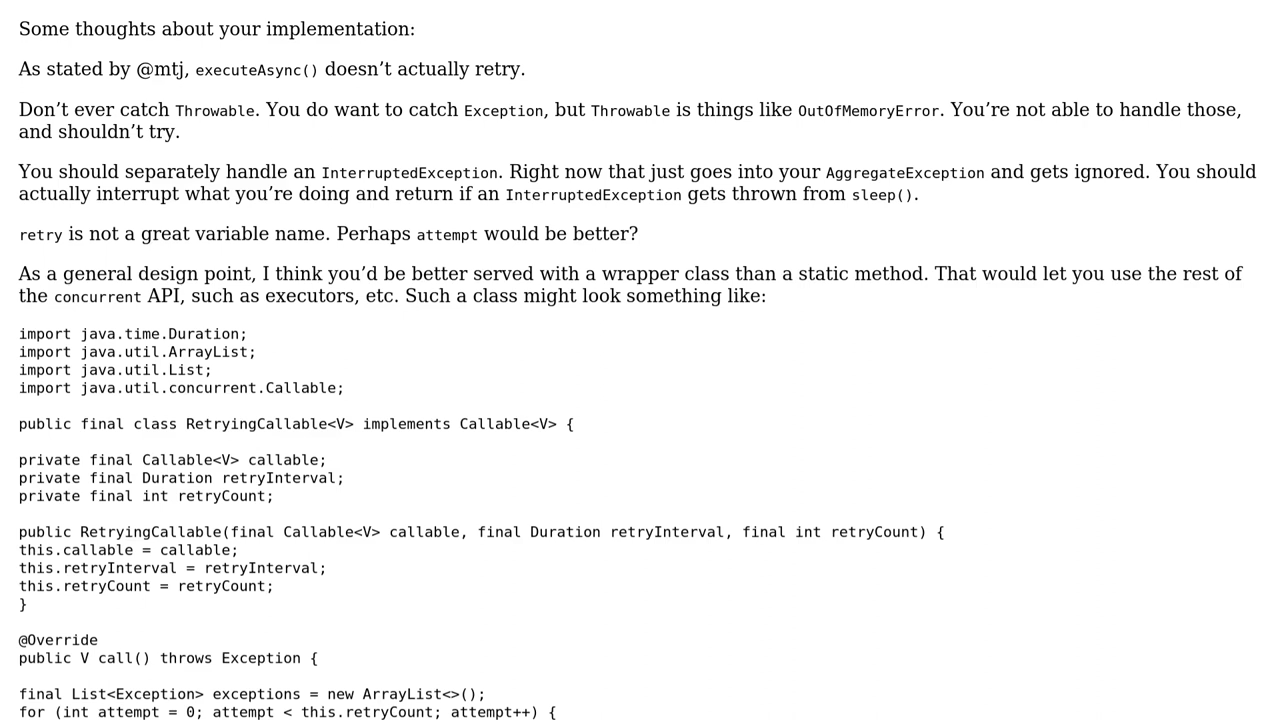 Some thoughts about your implementation:
As stated by @mtj, executeAsync() doesn’t actually retry.
Don’t ever catch Throwable. You do want to catch Exception, but Throwable is things like OutOfMemoryError. You’re not able to handle those,
and shouldn’t try.
You should separately handle an InterruptedException. Right now that just goes into your AggregateException and gets ignored. You should
actually interrupt what you’re doing and return if an InterruptedException gets thrown from sleep().
retry is not a great variable name. Perhaps attempt would be better?
As a general design point, I think you’d be better served with a wrapper class than a static method. That would let you use the rest of
the concurrent API, such as executors, etc. Such a class might look something like:
import java.time.Duration;
import java.util.ArrayList;
import java.util.List;
import java.util.concurrent.Callable;
public final class RetryingCallable<V> implements Callable<V> {
private final Callable<V> callable;
private final Duration retryInterval;
private final int retryCount;
public RetryingCallable(final Callable<V> callable, final Duration retryInterval, final int retryCount) {
this.callable = callable;
this.retryInterval = retryInterval;
this.retryCount = retryCount;
}
@Override
public V call() throws Exception {
final List<Exception> exceptions = new ArrayList<>();
for (int attempt = 0; attempt < this.retryCount; attempt++) {